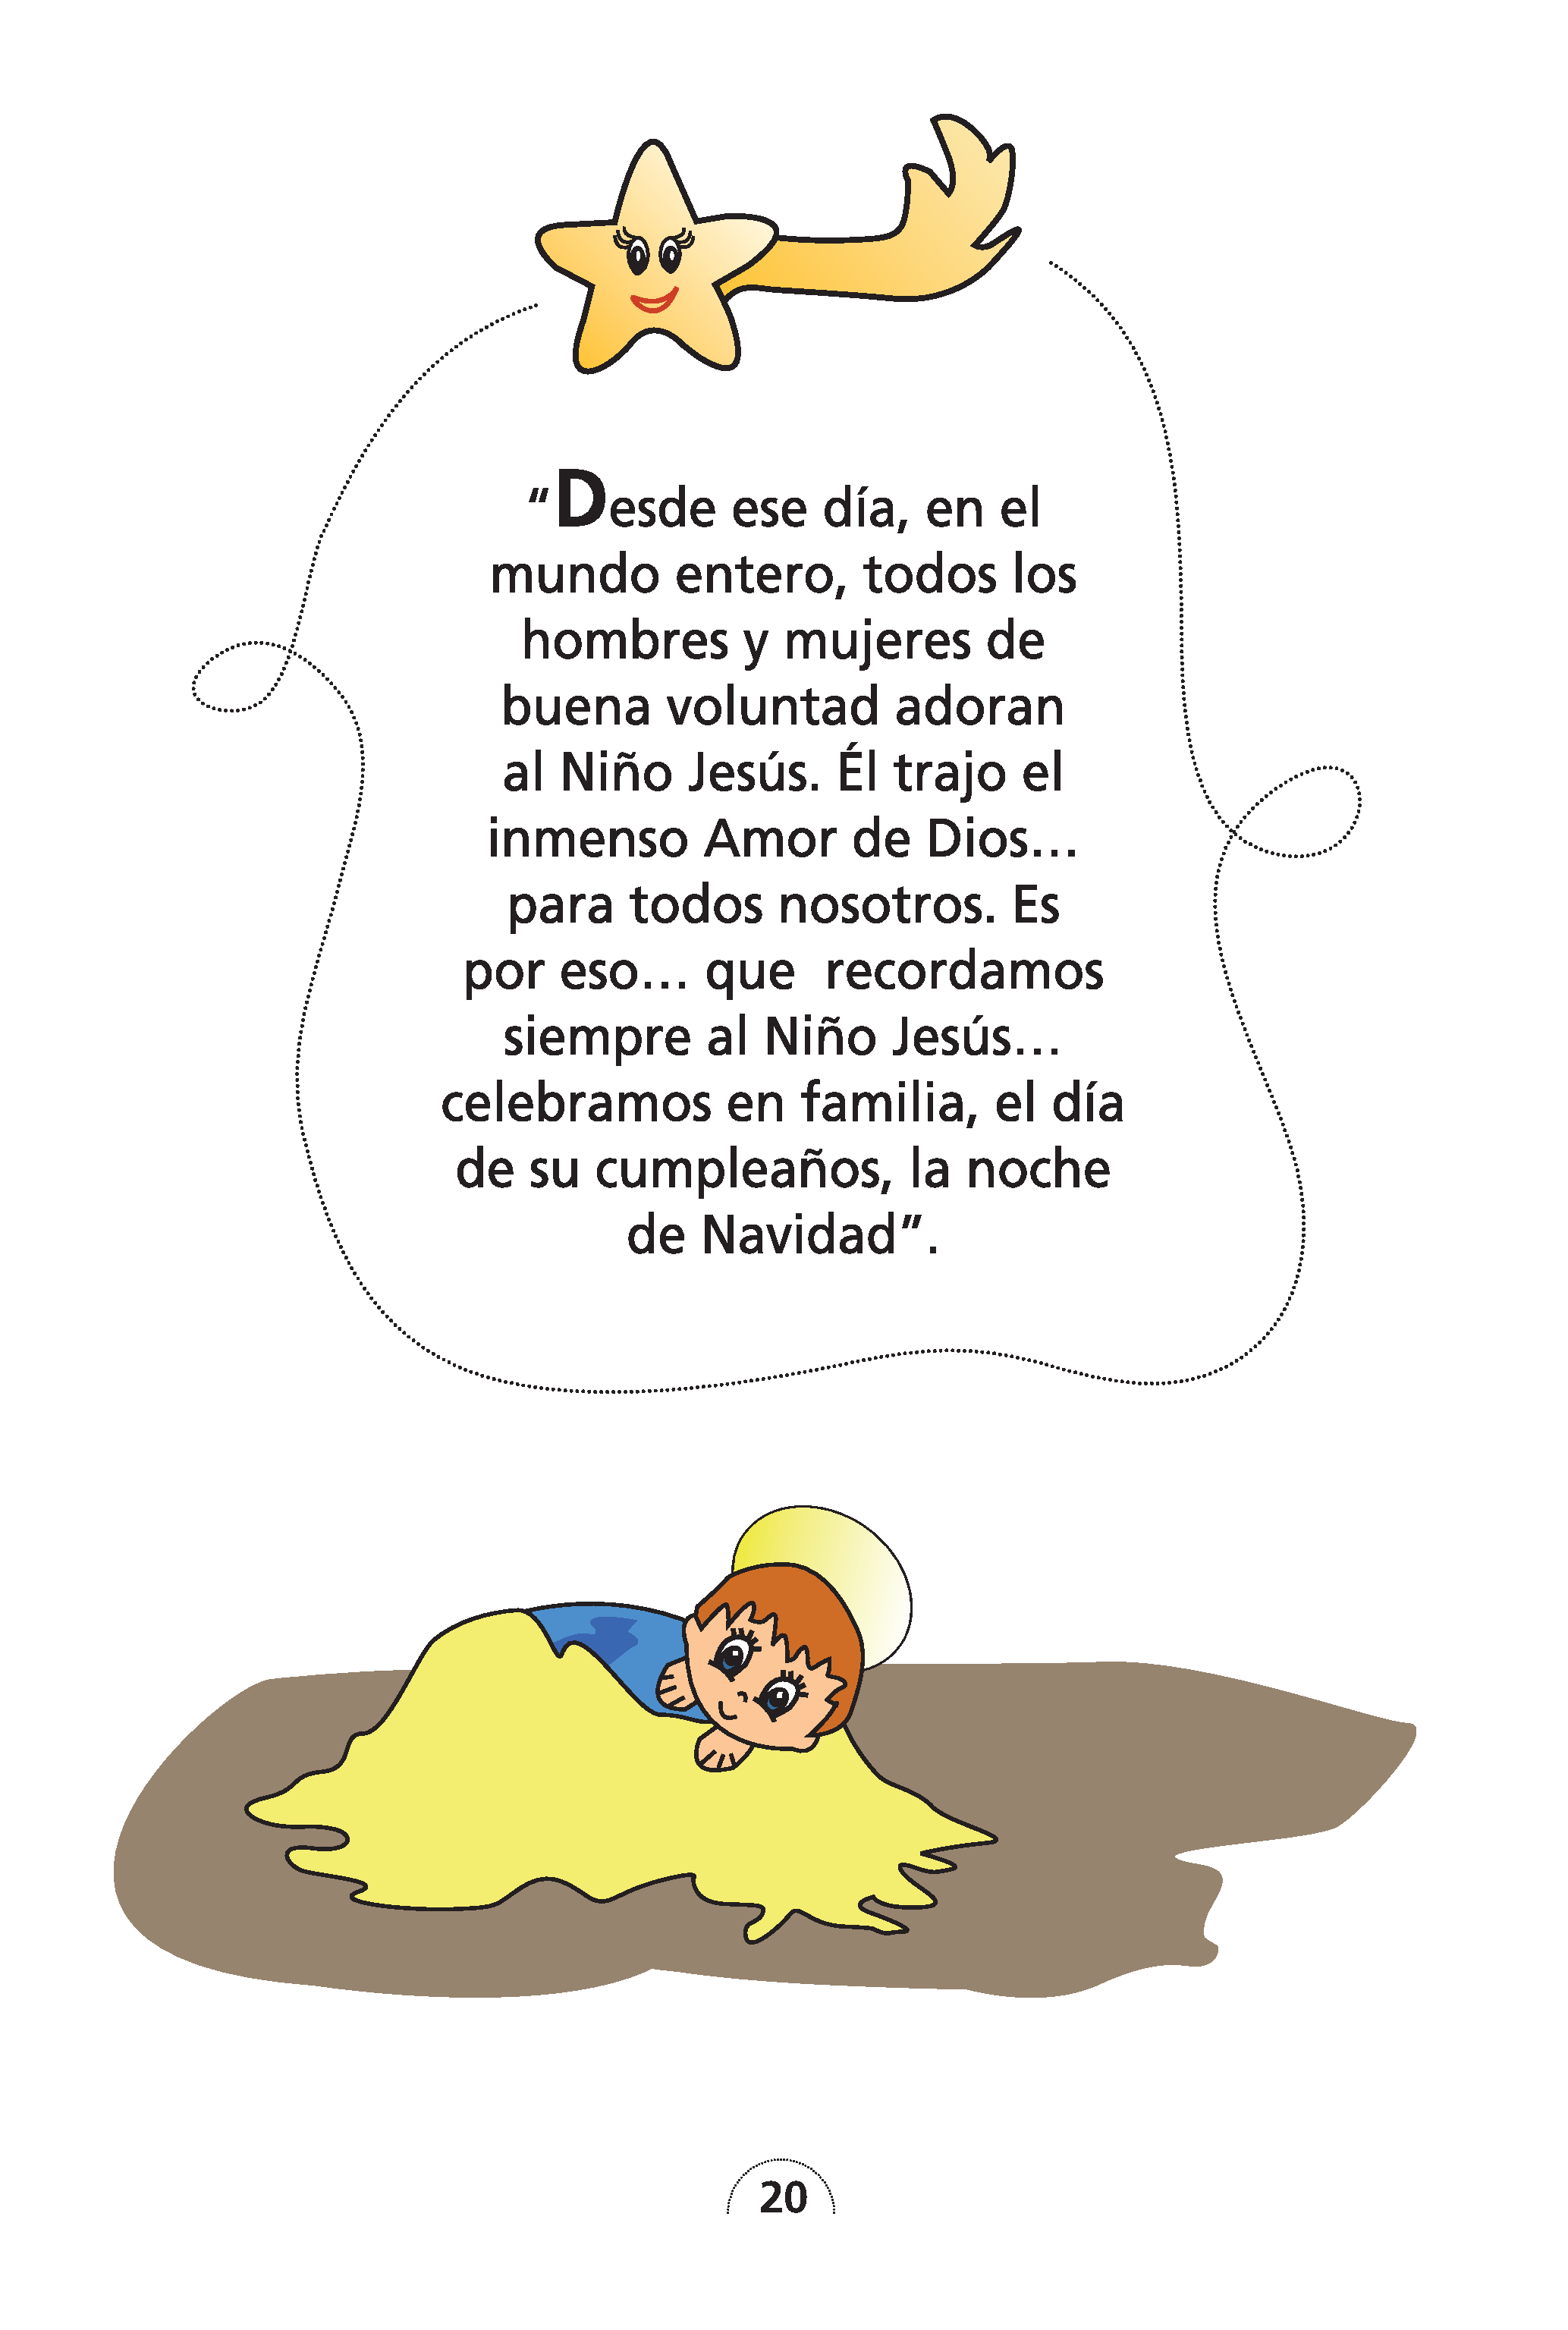 “Desde ese día, en el
mundo entero, todos los
hombres y mujeres de
buena voluntad adoran
al Niño Jesús. Él trajo el
inmenso Amor de Dios...
para todos nosotros. Es
por eso... que recordamos
siempre al Niño Jesús...
celebramos en familia, el día
de su cumpleaños, la noche
de Navidad”.
20